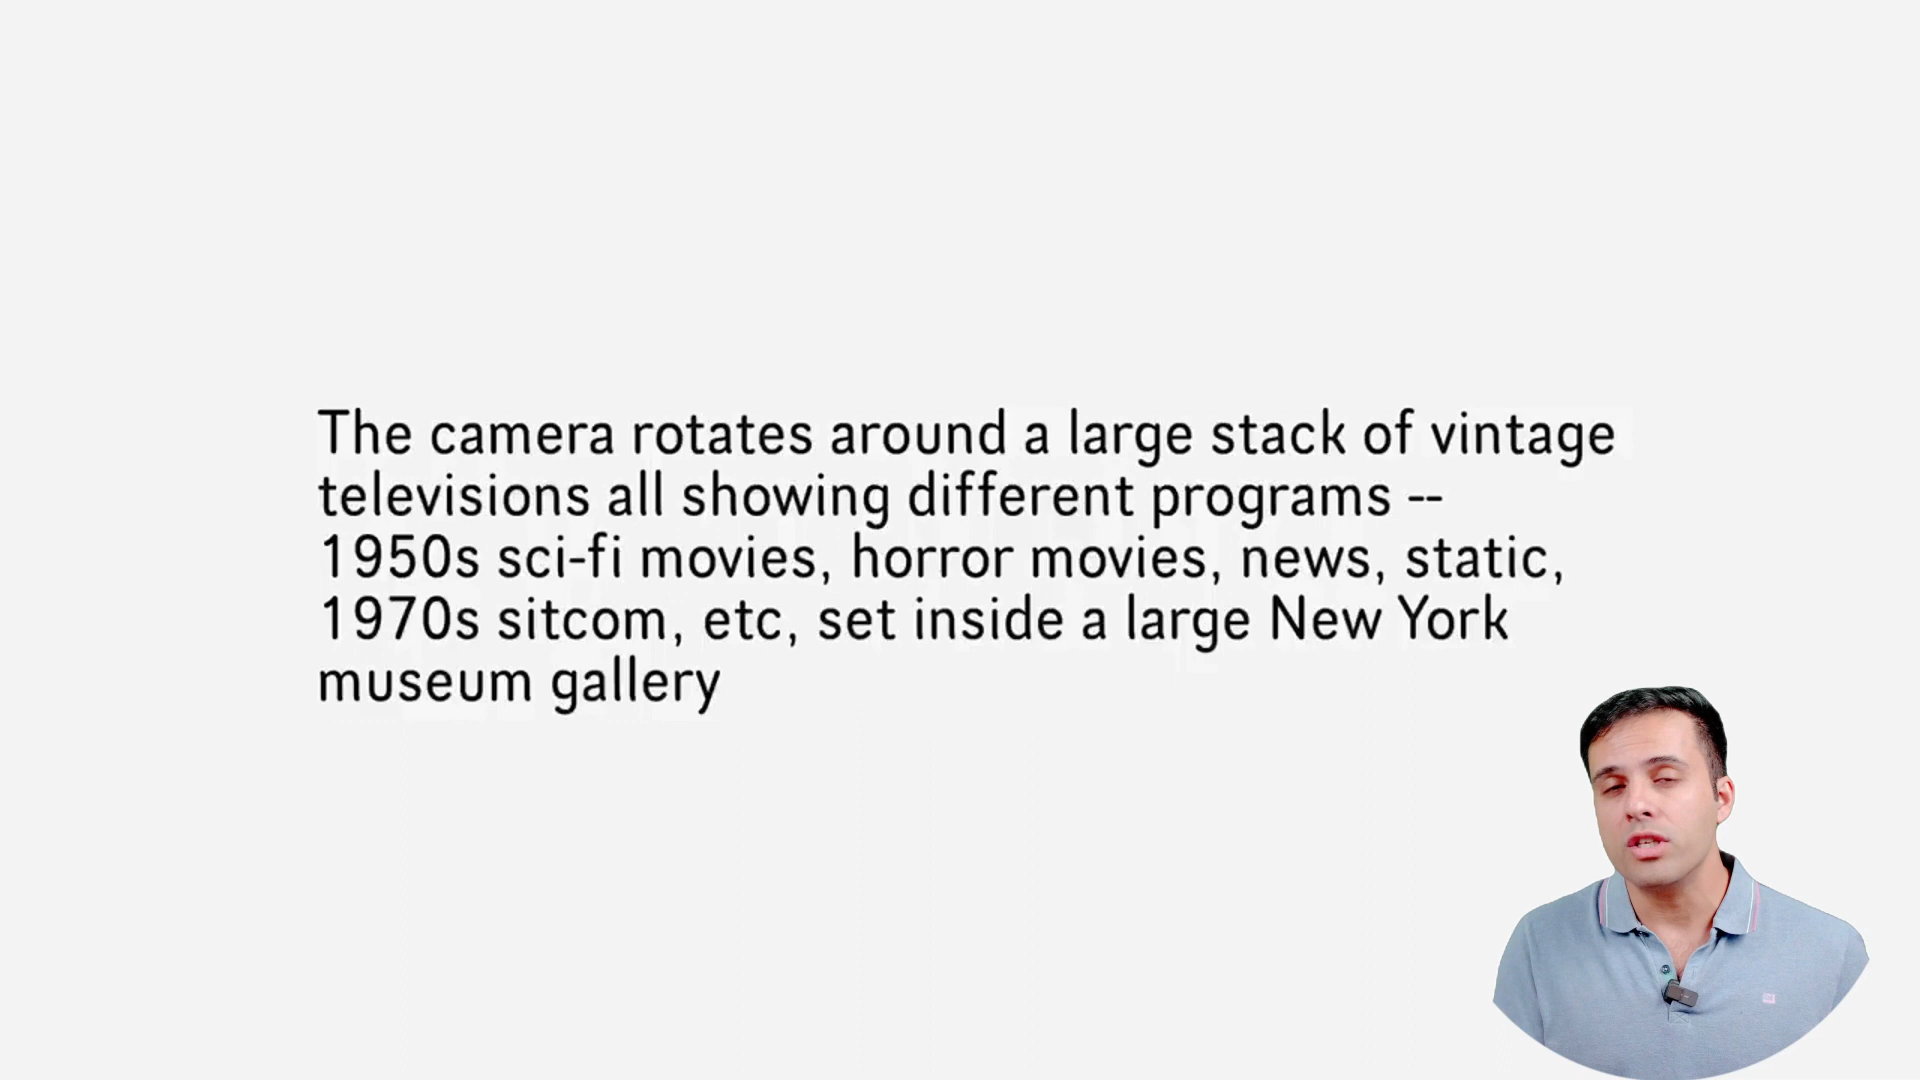 The camera rotates around a large stack of vintage
televisions all showing different programs --
1950s sci-fi movies, horror movies, news, static,
1970s sitcom, etc, set inside a large New York
museum gallery